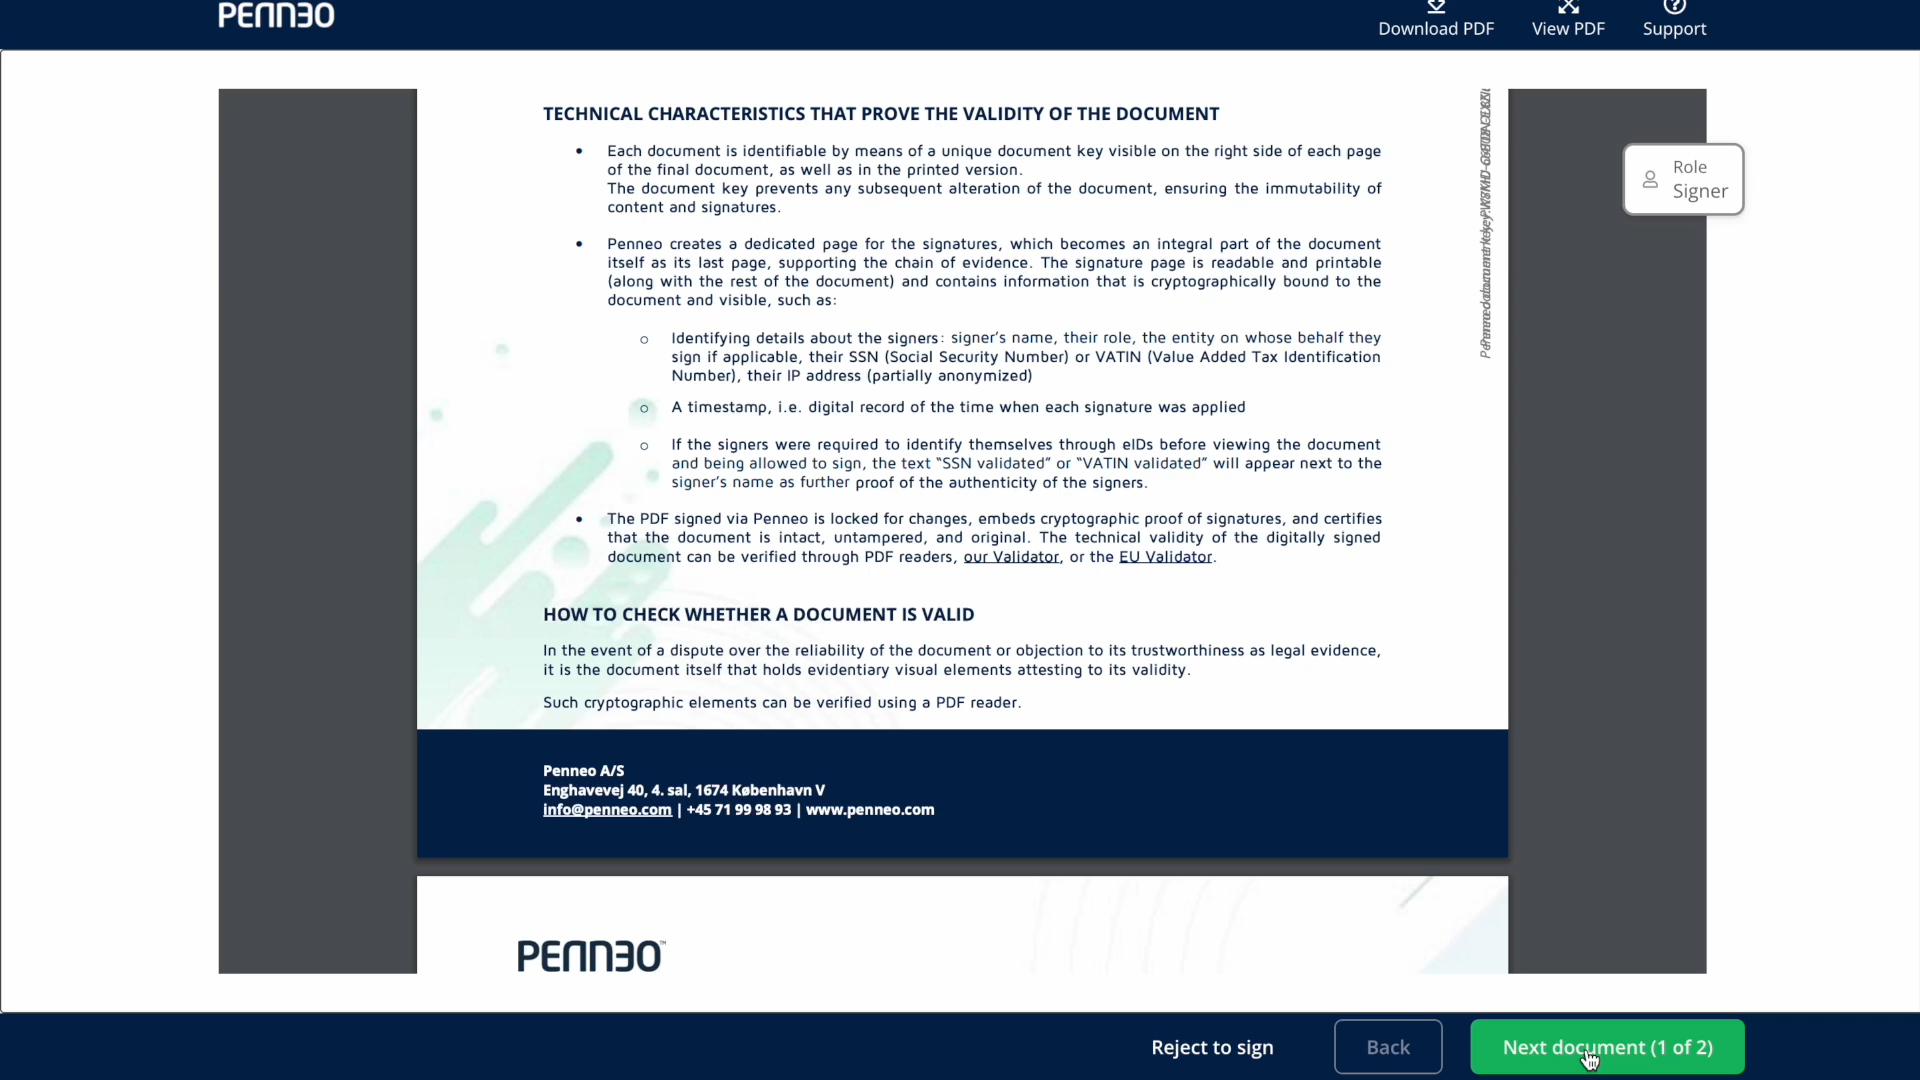 PENNEO
Download PDF
View PDF
Support
TECHNICAL CHARACTERISTICS THAT PROVE THE VALIDITY OF THE DOCUMENT
• Each document is identifiable by means of a unique document key visible on the right side of each page
of the final document, as well as in the printed version.
The document key prevents any subsequent alteration of the document, ensuring the immutability of
content and signatures.
• Penneo creates a dedicated page for the signatures, which becomes an integral part of the document
itself as its last page, supporting the chain of evidence. The signature page is readable and printable
(along with the rest of the document) and contains information that is cryptographically bound to the
document and visible, such as:
o Identifying details about the signers: signer's name, their role, the entity on whose behalf they
sign if applicable, their SSN (Social Security Number) or VATIN (Value Added Tax Identification
Number), their IP address (partially anonymized)
o A timestamp, i.e. digital record of the time when each signature was applied
o If the signers were required to identify themselves through eIDs before viewing the document
and being allowed to sign, the text “SSN validated” or “VATIN validated” will appear next to the
signer's name as further proof of the authenticity of the signers.
• The PDF signed via Penneo is locked for changes, embeds cryptographic proof of signatures, and certifies
that the document is intact, untampered, and original. The technical validity of the digitally signed
document can be verified through PDF readers, our Validator, or the EU Validator.
HOW TO CHECK WHETHER A DOCUMENT IS VALID
In the event of a dispute over the reliability of the document or objection to its trustworthiness as legal evidence,
it is the document itself that holds evidentiary visual elements attesting to its validity.
Such cryptographic elements can be verified using a PDF reader.
Penneo A/S
Enghavevej 40, 4. sal, 1674 København V
info@penneo.com | +45 71 99 98 93 | www.penneo.com
Role
Signer
PENNEO™
Reject to sign
Back
Next document (1 of 2)